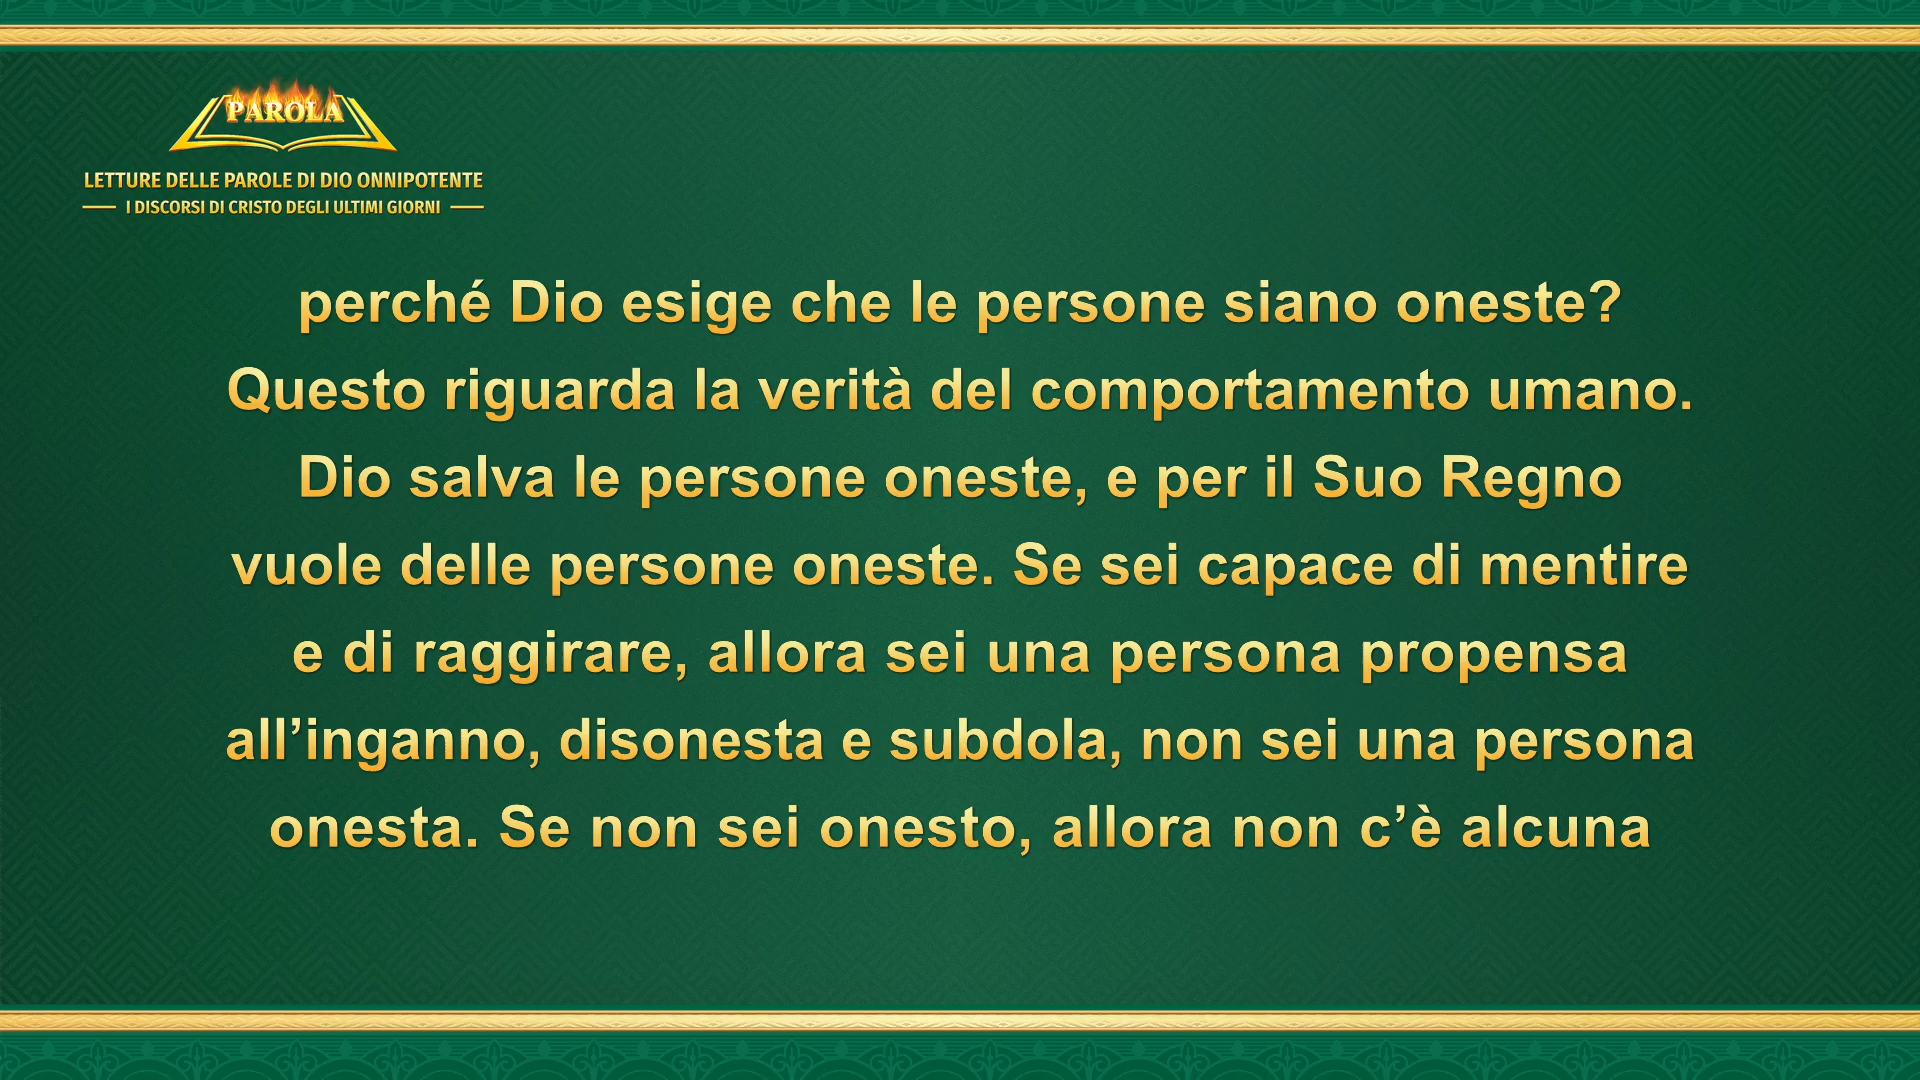 PAROLA
LETTURE DELLE PAROLE DI DIO ONNIPOTENTE
I DISCORSI DI CRISTO DEGLI ULTIMI GIORNI
perché Dio esige che le persone siano oneste?
Questo riguarda la verità del comportamento umano.
Dio salva le persone oneste, e per il Suo Regno
vuole delle persone oneste. Se sei capace di mentire
e di raggirare, allora sei una persona propensa
all’inganno, disonesta e subdola, non sei una persona
onesta. Se non sei onesto, allora non c’è alcuna